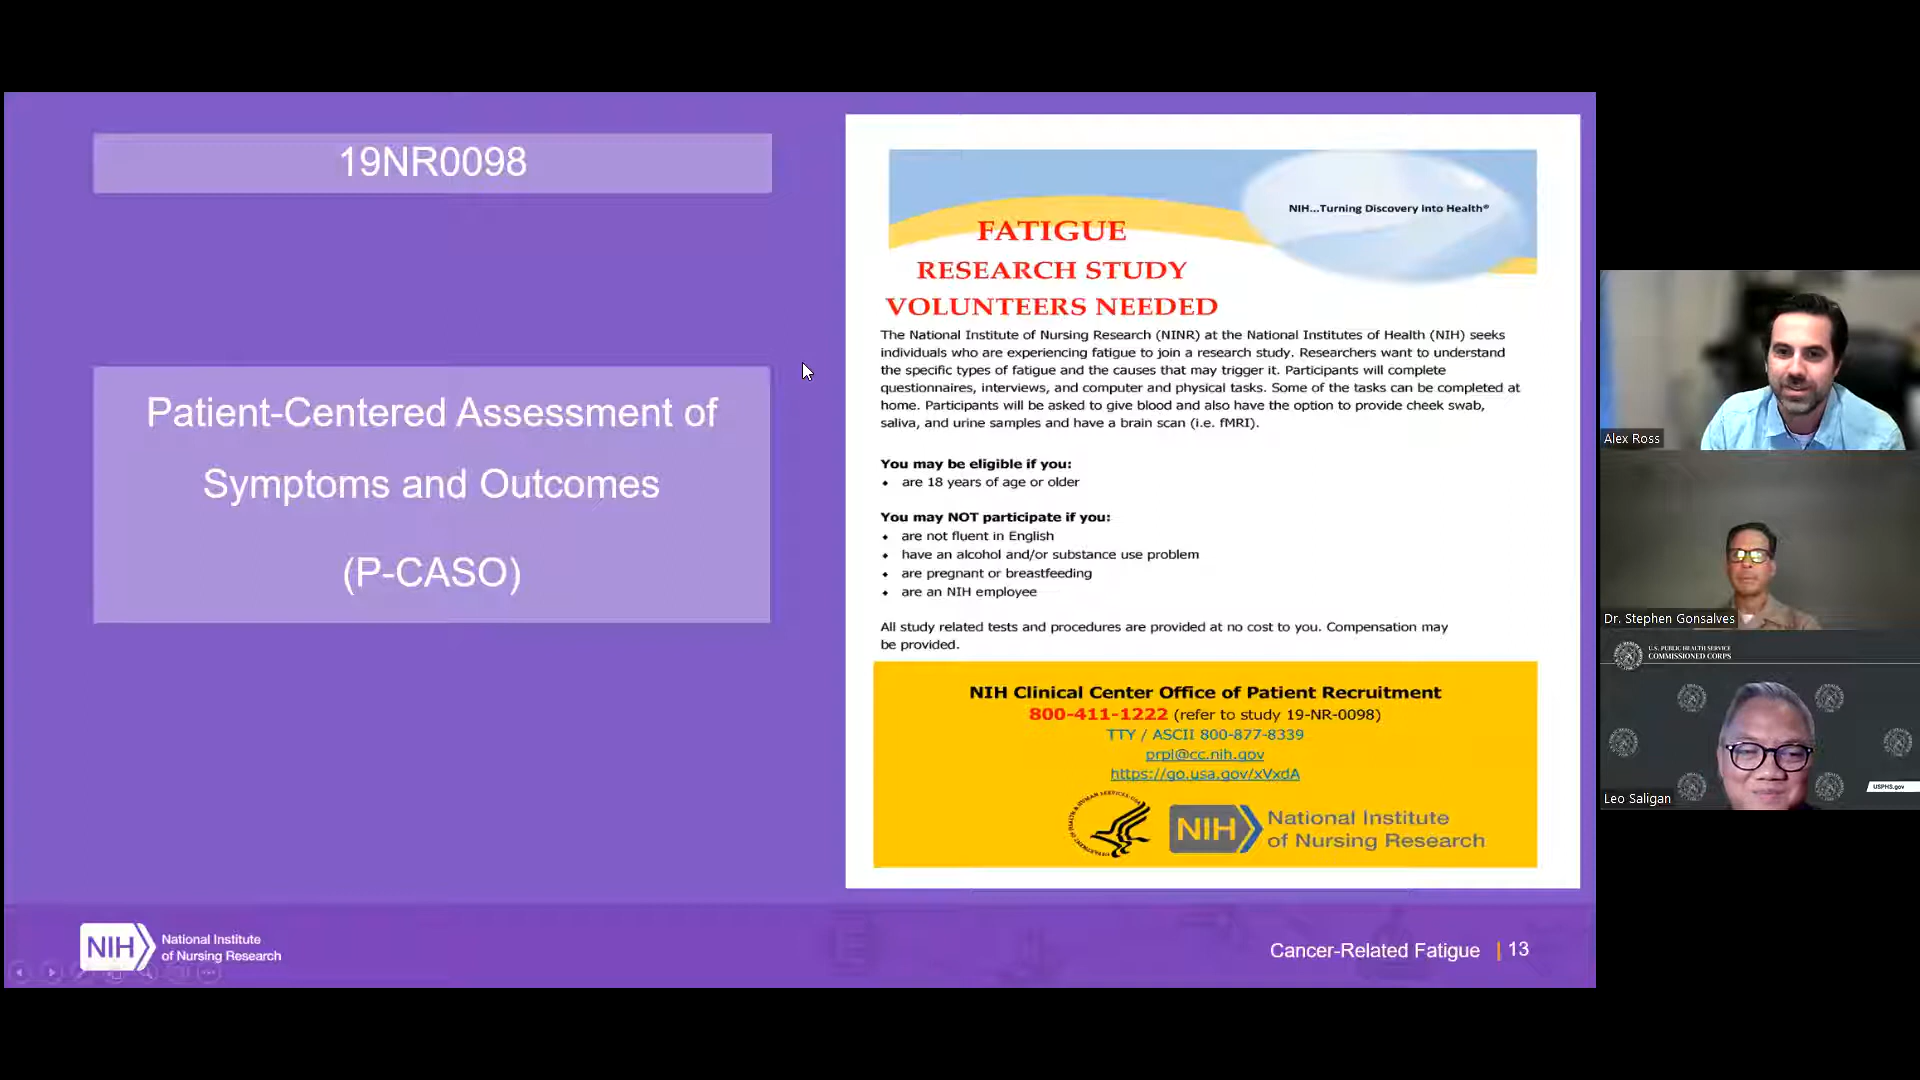 19NR0098
Patient-Centered Assessment of
Symptoms and Outcomes
(P-CASO)
NIH...Turning Discovery Into Health®
FATIGUE
RESEARCH STUDY
VOLUNTEERS NEEDED
The National Institute of Nursing Research (NINR) at the National Institutes of Health (NIH) seeks
individuals who are experiencing fatigue to join a research study. Researchers want to understand
the specific types of fatigue and the causes that may trigger it. Participants will complete
questionnaires, interviews, and computer and physical tasks. Some of the tasks can be completed at
home. Participants will be asked to give blood and also have the option to provide cheek swab,
saliva, and urine samples and have a brain scan (i.e. fMRI).
You may be eligible if you:
• are 18 years of age or older
You may NOT participate if you:
• are not fluent in English
• have an alcohol and/or substance use problem
• are pregnant or breastfeeding
• are an NIH employee
All study related tests and procedures are provided at no cost to you. Compensation may
be provided.
NIH Clinical Center Office of Patient Recruitment
800-411-1222 (refer to study 19-NR-0098)
TTY / ASCII 800-877-8339
prpl@cc.nih.gov
https://go.usa.gov/xVxdA
NIH National Institute
of Nursing Research
NIH National Institute
of Nursing Research
Cancer-Related Fatigue | 13
Alex Ross
Dr. Stephen Gonsalves
U.S. PUBLIC HEALTH SERVICE
COMMISSIONED CORPS
USPHS.gov
Leo Saligan